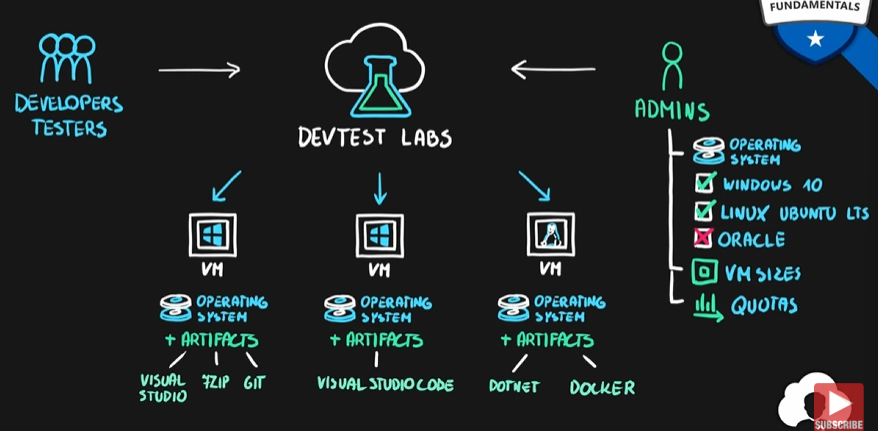 FUNDAMENTALS
DEVELOPERS
TESTERS
DEVTEST LABS
ADMINS
OPERATING
SYSTEM
WINDOWS 10
LINUX UBUNTU LTS
ORACLE
VM SIZES
QUOTAS
VM
OPERATING
SYSTEM
+ ARTIFACTS
VISUAL
STUDIO
7ZIP
GIT
VM
OPERATING
SYSTEM
+ ARTIFACTS
VISUAL STUDIO CODE
VM
OPERATING
SYSTEM
+ ARTIFACTS
DOTNET
DOCKER
SUBSCRIBE